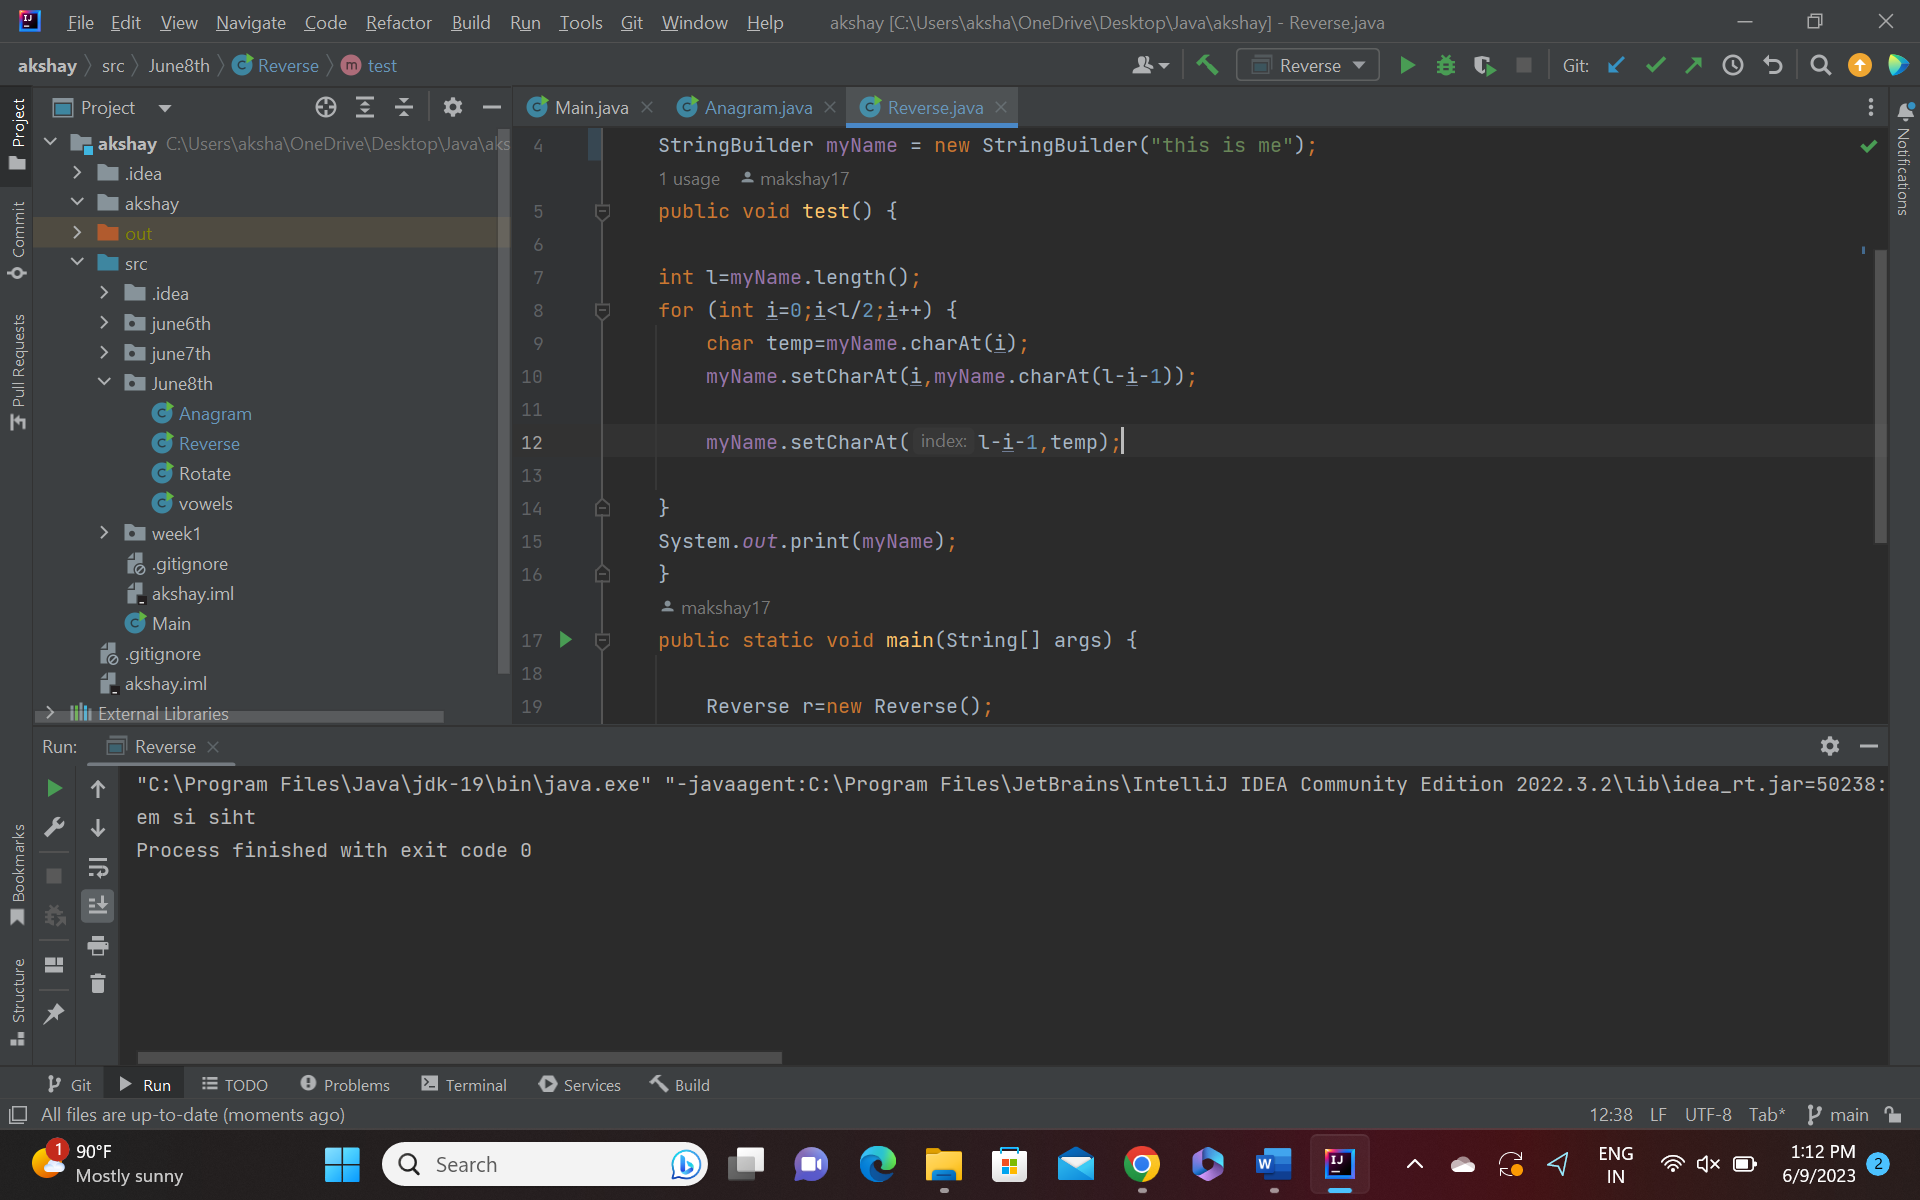 File Edit View Navigate Code Refactor Build Run Tools Git Window Help akshay [C:\Users\aksha\OneDrive\Desktop\Java\akshay] - Reverse.java
akshay src June8th Reverse m test
Reverse Git:
Project
Main.java Anagram.java Reverse.java
akshay C:\Users\aksha\OneDrive\Desktop\Java\aks
.idea
akshay
out
src
.idea
june6th
june7th
June8th
Anagram
Reverse
Rotate
vowels
week1
.gitignore
akshay.iml
Main
.gitignore
akshay.iml
External Libraries
4 StringBuilder myName = new StringBuilder("this is me");
1 usage makshay17
5 public void test() {
6
7 int l=myName.length();
8 for (int i=0;i<l/2;i++) {
9 char temp=myName.charAt(i);
10 myName.setCharAt(i,myName.charAt(l-i-1));
11
12 myName.setCharAt( index: l-i-1,temp);
13
14 }
15 System.out.print(myName);
16 }
makshay17
17 public static void main(String[] args) {
18
19 Reverse r=new Reverse();
Project
Commit
Pull Requests
Bookmarks
Structure
Notifications
Run: Reverse
"C:\Program Files\Java\jdk-19\bin\java.exe" "-javaagent:C:\Program Files\JetBrains\IntelliJ IDEA Community Edition 2022.3.2\lib\idea_rt.jar=50238:
em si siht
Process finished with exit code 0
Git Run TODO Problems Terminal Services Build
All files are up-to-date (moments ago) 12:38 LF UTF-8 Tab* main
1 90°F
Mostly sunny
Search
ENG
IN
1:12 PM
6/9/2023
2